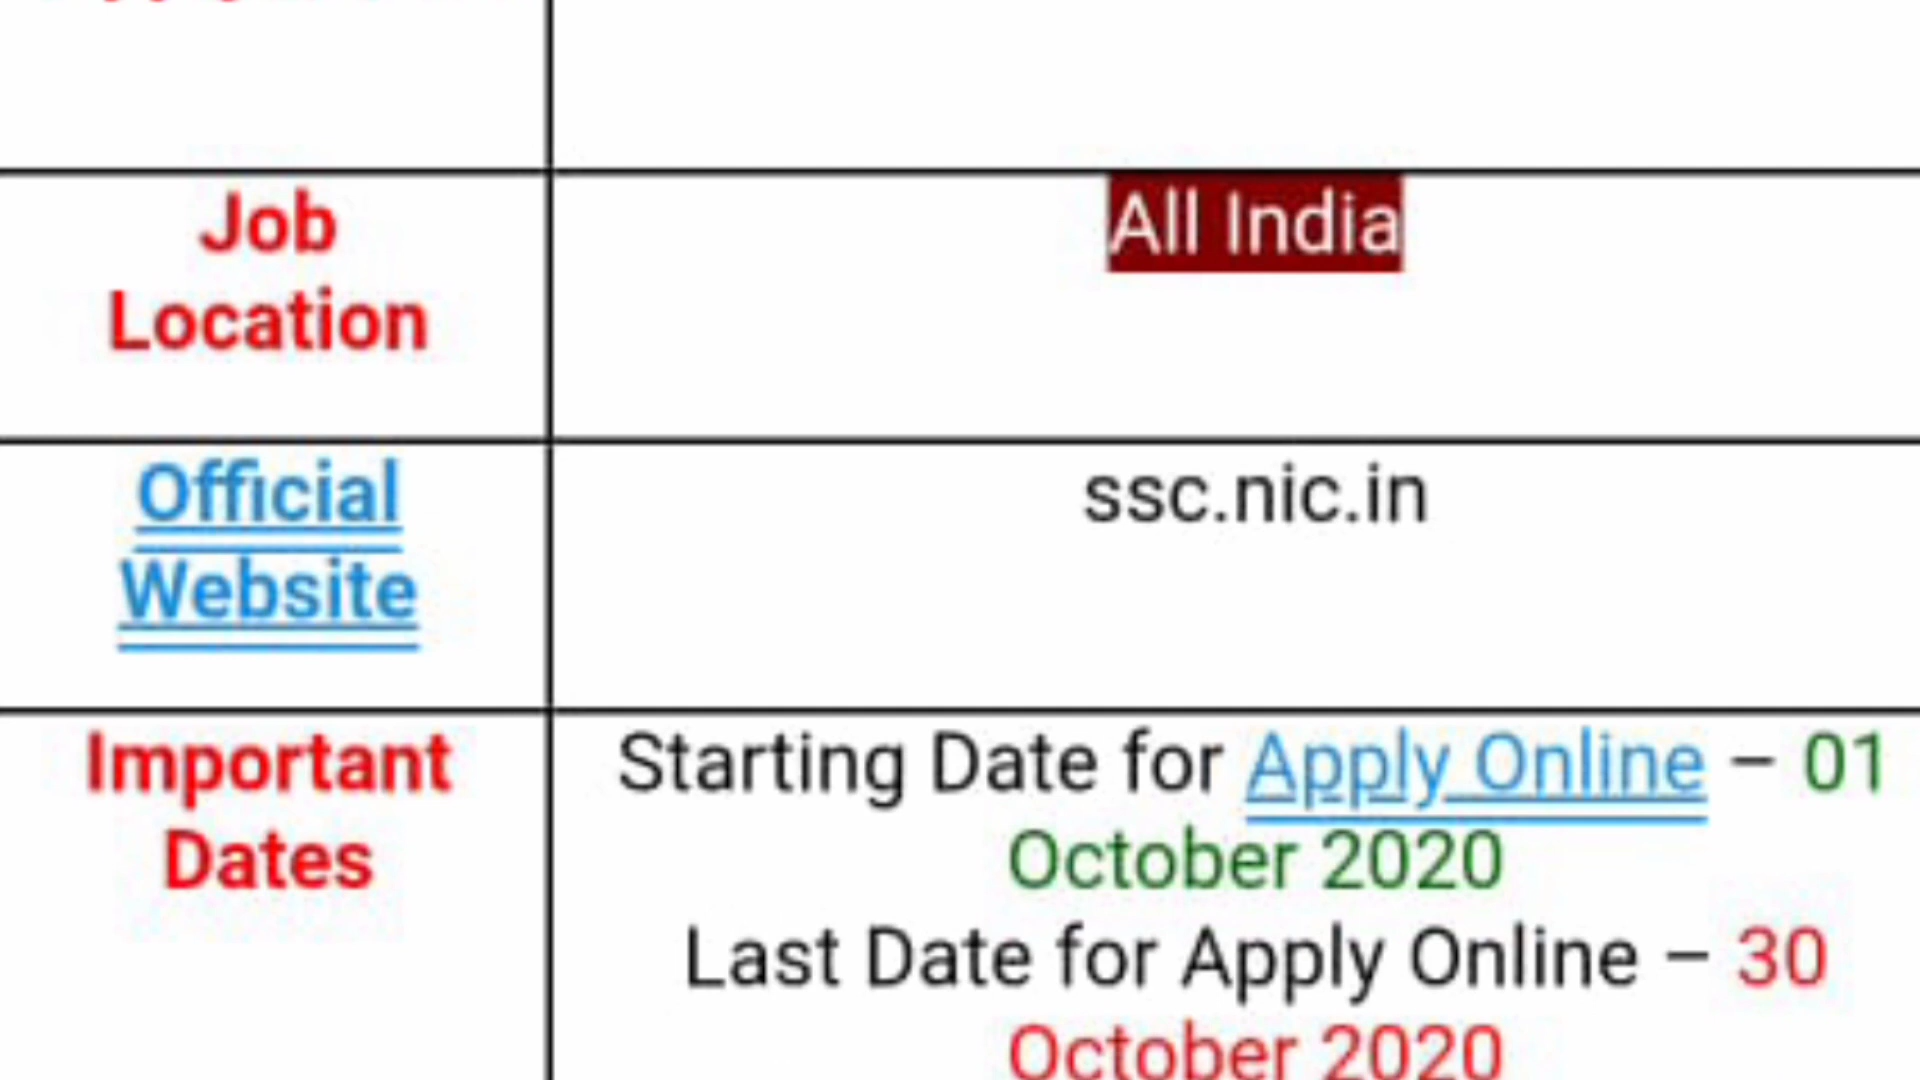 Job
Location
All India
Official
Website
ssc.nic.in
Important
Dates
Starting Date for Apply Online – 01
October 2020
Last Date for Apply Online – 30
October 2020